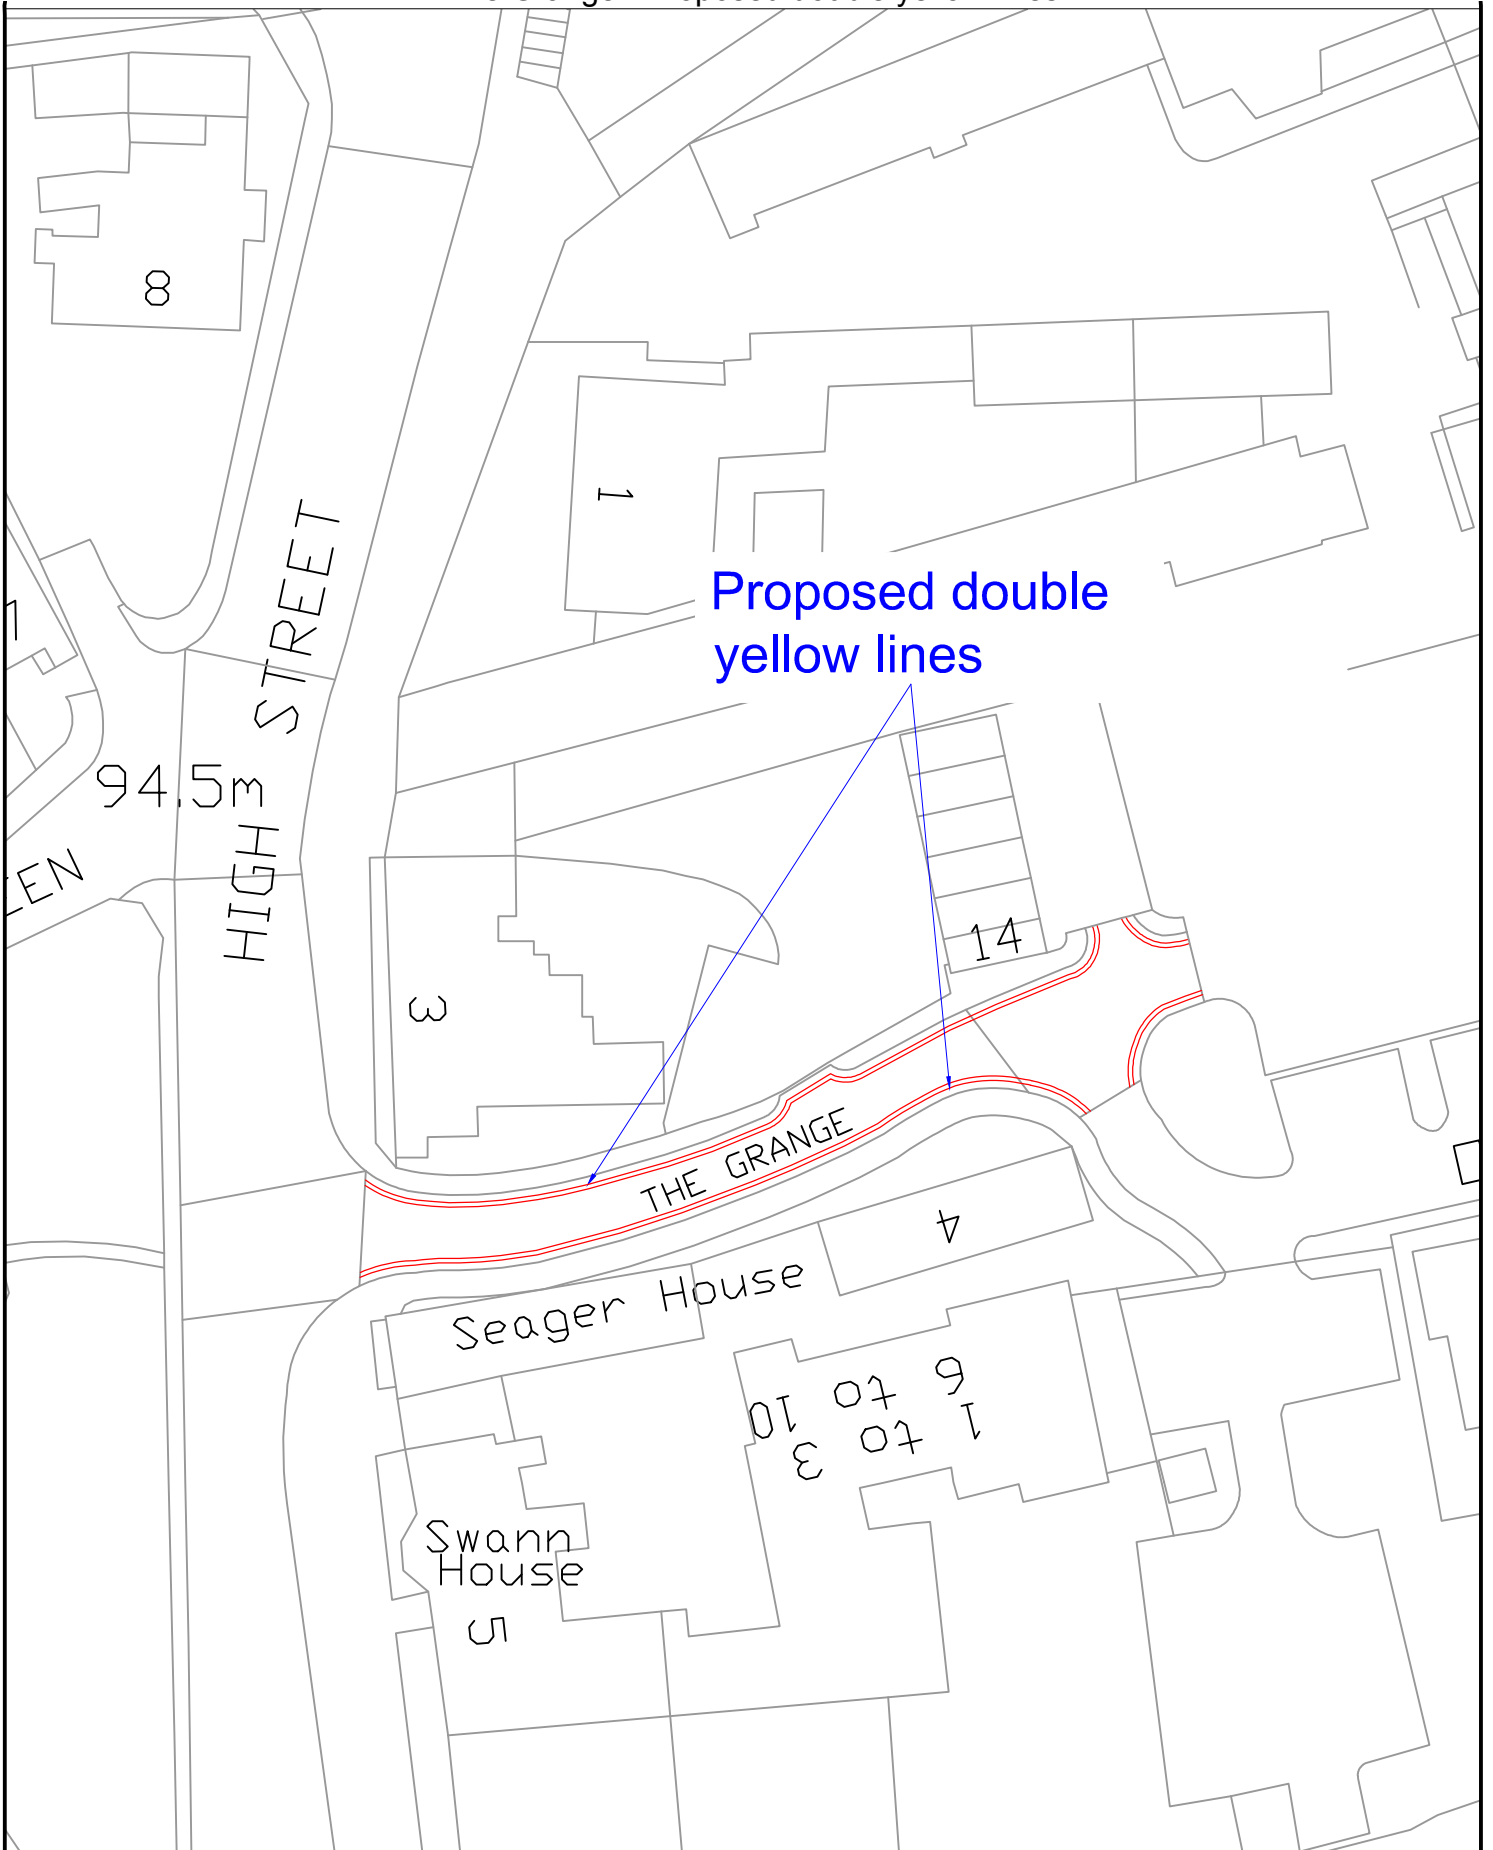 8
1
HIGH STREET
Proposed double
yellow lines
94.5m
14
3
THE GRANGE
4
Seager House
6 to 10
1 to 3
Swann
House
5